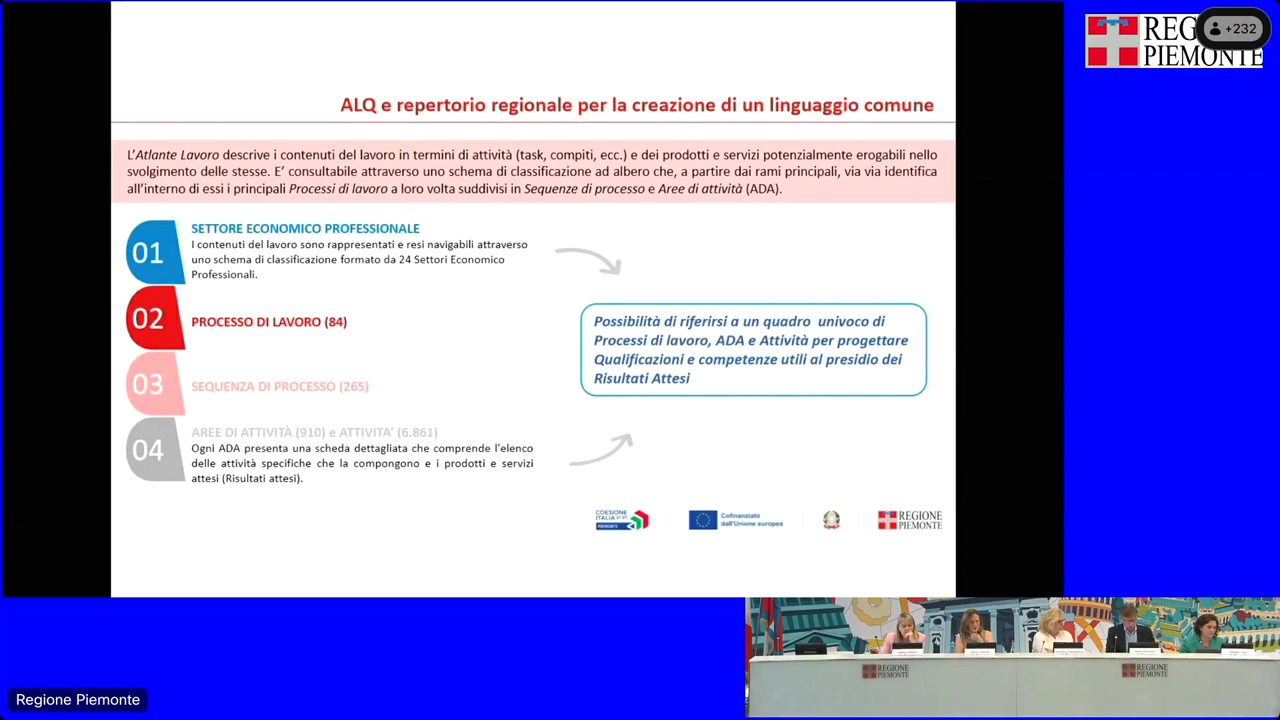 REGIONE
PIEMONTE
+232
ALQ e repertorio regionale per la creazione di un linguaggio comune
L'Atlante Lavoro descrive i contenuti del lavoro in termini di attività (task, compiti, ecc.) e dei prodotti e servizi potenzialmente erogabili nello
svolgimento delle stesse. E' consultabile attraverso uno schema di classificazione ad albero che, a partire dai rami principali, via via identifica
all'interno di essi i principali Processi di lavoro a loro volta suddivisi in Sequenze di processo e Aree di attività (ADA).
01
SETTORE ECONOMICO PROFESSIONALE
I contenuti del lavoro sono rappresentati e resi navigabili attraverso
uno schema di classificazione formato da 24 Settori Economico
Professionali.
02
PROCESSO DI LAVORO (84)
03
SEQUENZA DI PROCESSO (265)
04
AREE DI ATTIVITÀ (910) e ATTIVITA' (6.861)
Ogni ADA presenta una scheda dettagliata che comprende l'elenco
delle attività specifiche che la compongono e i prodotti e servizi
attesi (Risultati attesi).
Possibilità di riferirsi a un quadro univoco di
Processi di lavoro, ADA e Attività per progettare
Qualificazioni e competenze utili al presidio dei
Risultati Attesi
COESIONE
ITALIA 21-27
PIEMONTE
Cofinanziato
dall'Unione europea
REGIONE
PIEMONTE
REGIONE
PIEMONTE
REGIONE
PIEMONTE
Regione Piemonte